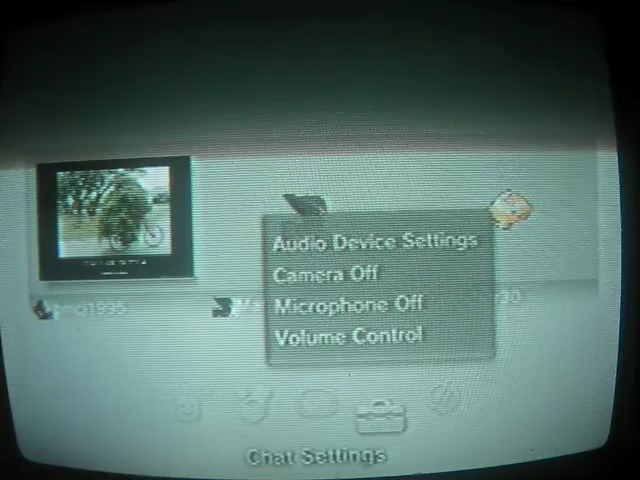 Audio Device Settings
Camera Off
Microphone Off
Volume Control
Chat Settings